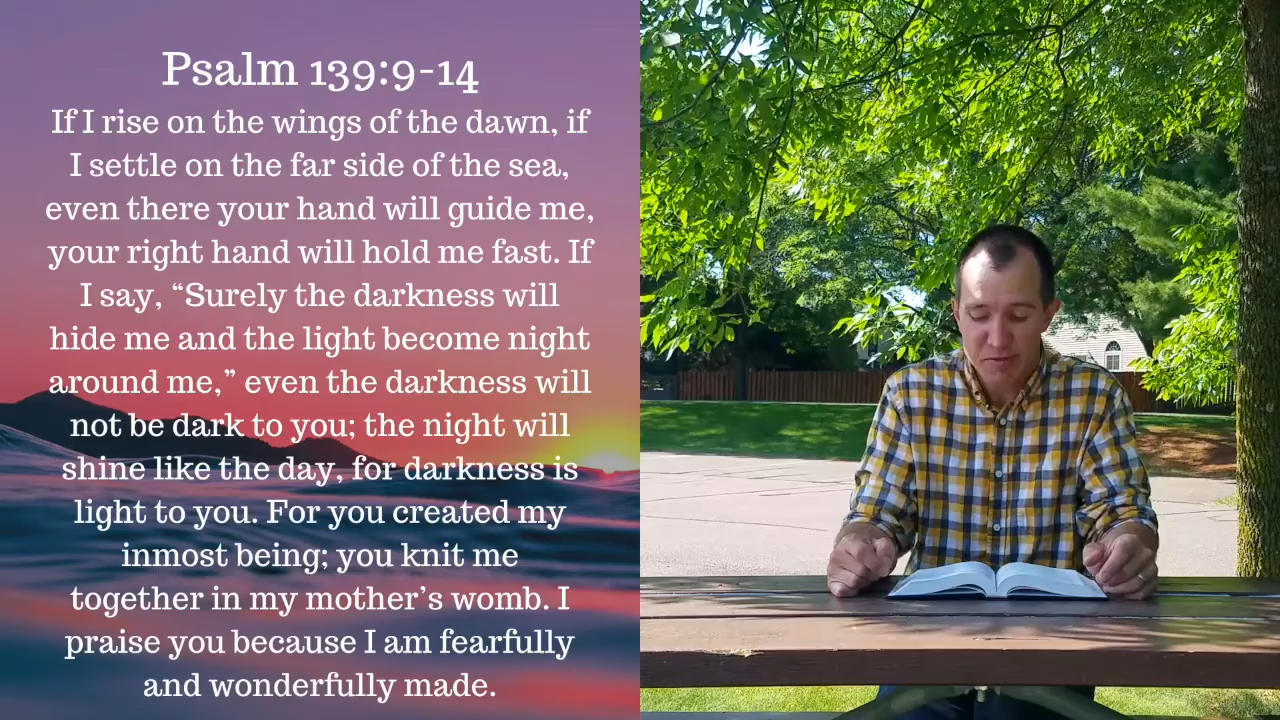 Psalm 139:9-14
If I rise on the wings of the dawn, if
I settle on the far side of the sea,
even there your hand will guide me,
your right hand will hold me fast. If
I say, “Surely the darkness will
hide me and the light become night
around me,” even the darkness will
not be dark to you; the night will
shine like the day, for darkness is
light to you. For you created my
inmost being; you knit me
together in my mother’s womb. I
praise you because I am fearfully
and wonderfully made.